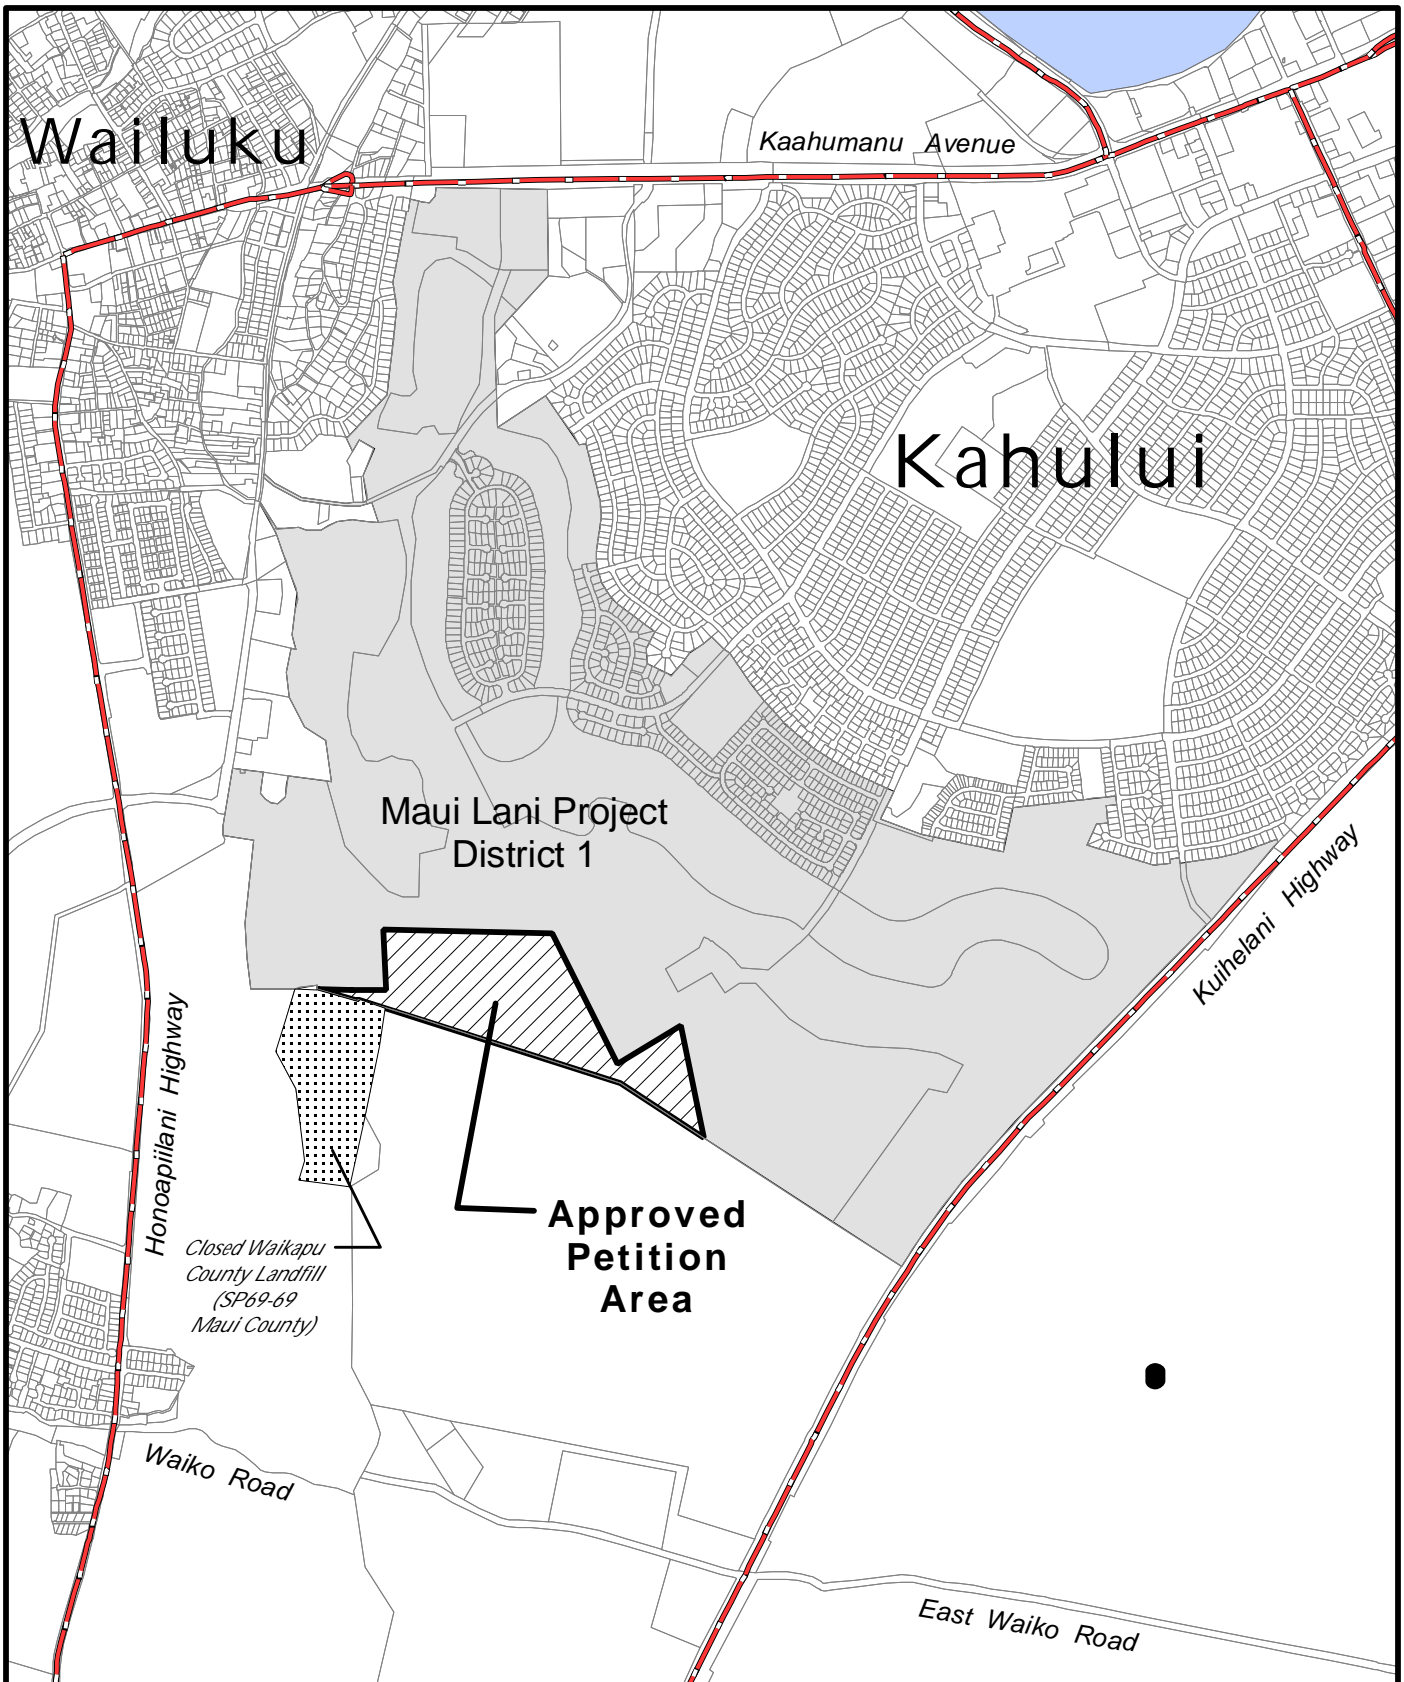 Wailuku
Kaahumanu Avenue
Kahului
Maui Lani Project
District 1
Kuihelani Highway
Honoapiilani Highway
Approved
Petition
Area
Closed Waikapu
County Landfill
(SP69-69
Maui County)
Waiko Road
East Waiko Road